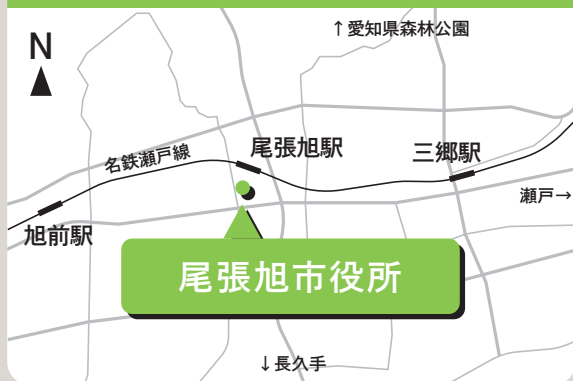 ↑愛知県森林公園
N
尾張旭駅
三郷駅
名鉄瀬戸線
瀬戸→
旭前駅
尾張旭市役所
↓長久手